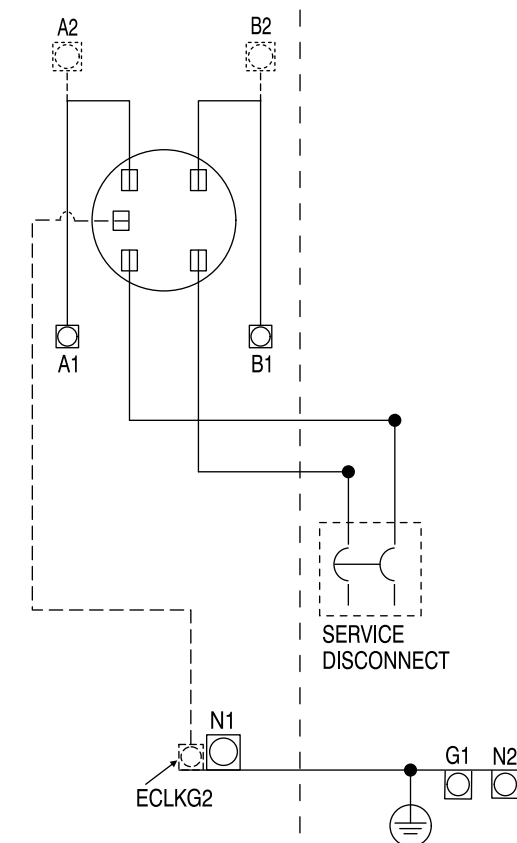 A2
B2
A1
B1
SERVICE
DISCONNECT
N1
G1
N2
ECLKG2